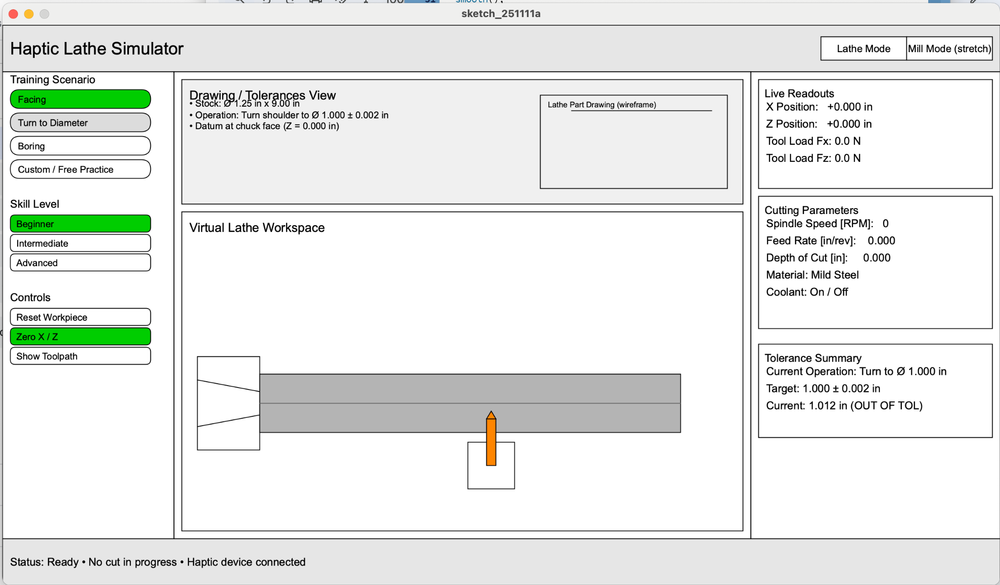 smooth();
sketch_251111a
Haptic Lathe Simulator
Lathe Mode
Mill Mode (stretch)
Training Scenario
Facing
Turn to Diameter
Boring
Custom / Free Practice
Skill Level
Beginner
Intermediate
Advanced
Controls
Reset Workpiece
Zero X / Z
Show Toolpath
Drawing / Tolerances View
• Stock: Ø 1.25 in x 9.00 in
• Operation: Turn shoulder to Ø 1.000 ± 0.002 in
• Datum at chuck face (Z = 0.000 in)
Lathe Part Drawing (wireframe)
Virtual Lathe Workspace
Live Readouts
X Position: +0.000 in
Z Position: +0.000 in
Tool Load Fx: 0.0 N
Tool Load Fz: 0.0 N
Cutting Parameters
Spindle Speed [RPM]: 0
Feed Rate [in/rev]: 0.000
Depth of Cut [in]: 0.000
Material: Mild Steel
Coolant: On / Off
Tolerance Summary
Current Operation: Turn to Ø 1.000 in
Target: 1.000 ± 0.002 in
Current: 1.012 in (OUT OF TOL)
Status: Ready • No cut in progress • Haptic device connected